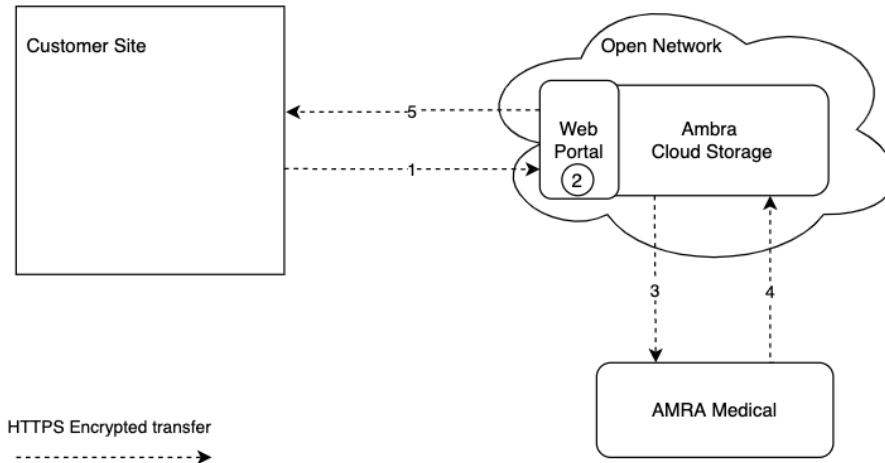 Customer Site
Open Network
5
Web
Portal
2
Ambra
Cloud Storage
1
3
4
AMRA Medical
HTTPS Encrypted transfer